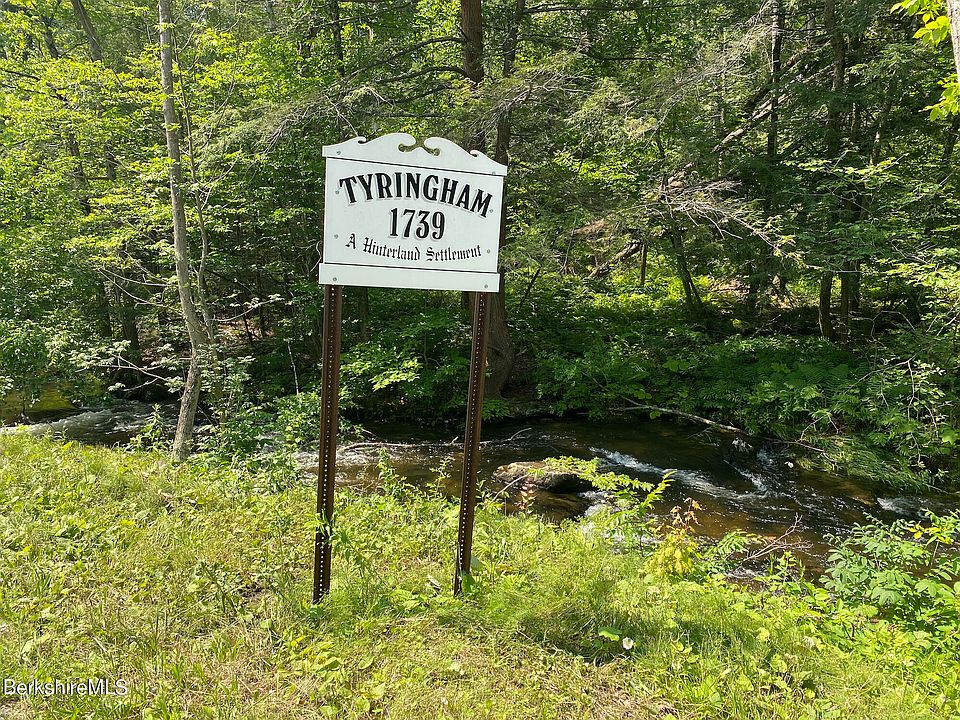 TYRINGHAM
1739
A Hinterland Settlement
BerkshireMLS